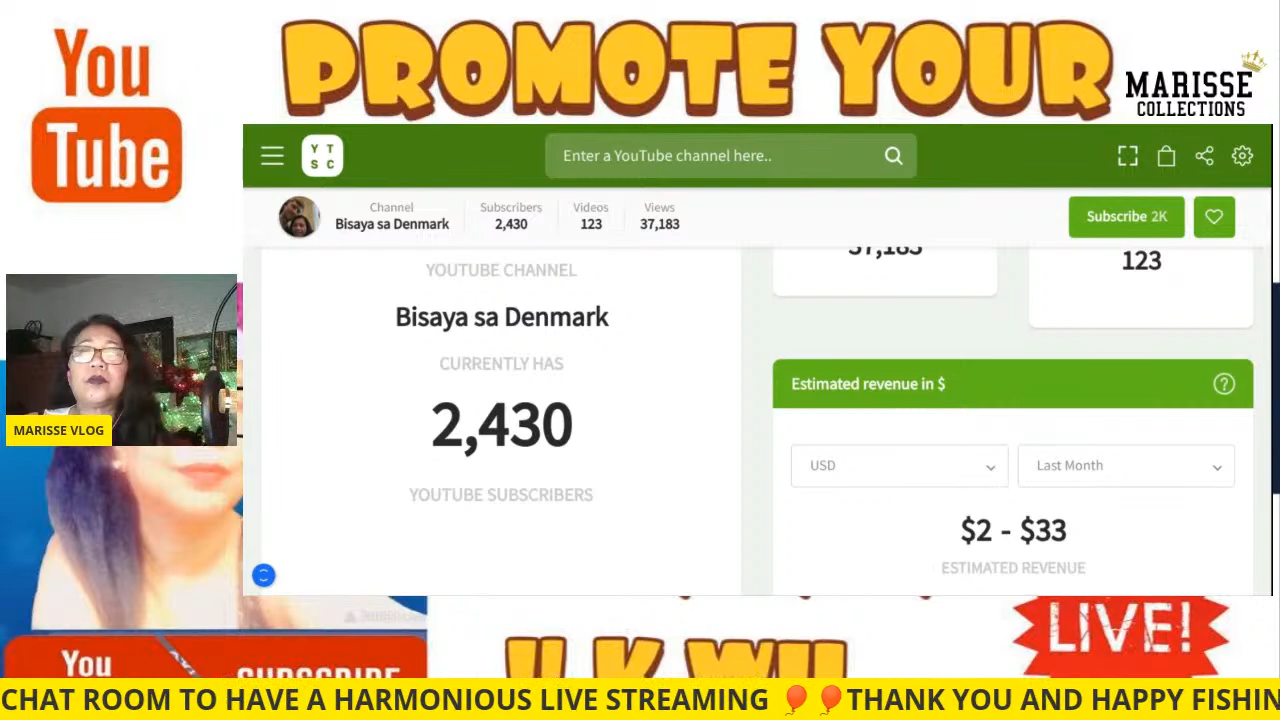 You
Tube
PROMOTE YOUR
MARISSE
COLLECTIONS
Y T
S C
Enter a YouTube channel here..
Channel
Bisaya sa Denmark
Subscribers
2,430
Videos
123
Views
37,183
Subscribe 2K
YOUTUBE CHANNEL
Bisaya sa Denmark
CURRENTLY HAS
2,430
YOUTUBE SUBSCRIBERS
37,183
123
Estimated revenue in $
?
USD
Last Month
$2 - $33
ESTIMATED REVENUE
MARISSE VLOG
LIVE!
You
SUBSCRIBE
CHAT ROOM TO HAVE A HARMONIOUS LIVE STREAMING 🎈🎈THANK YOU AND HAPPY FISHIN